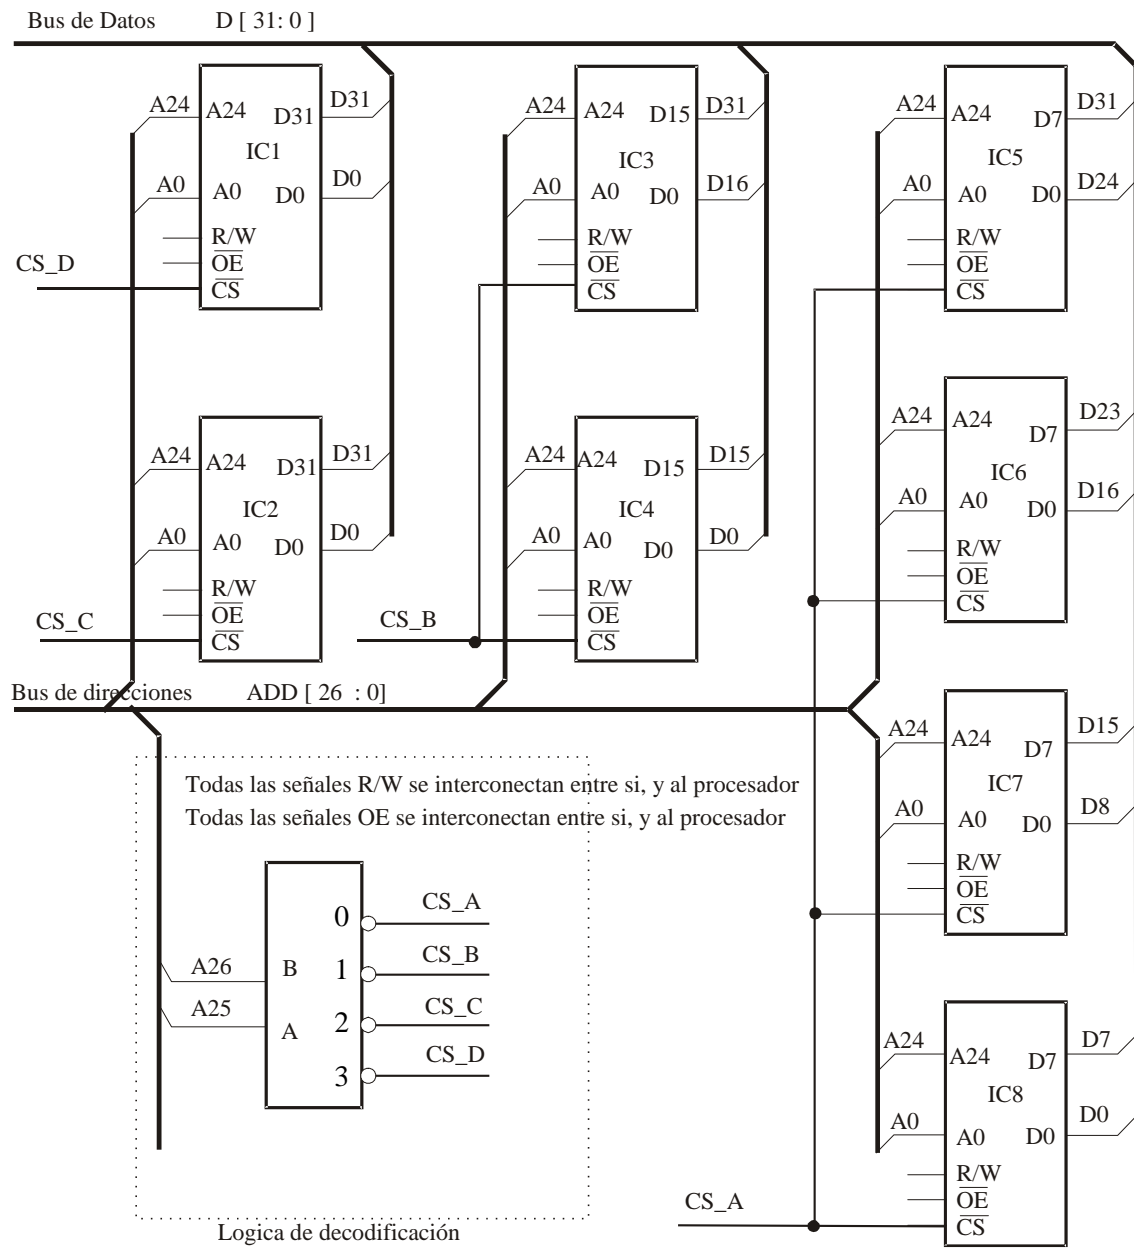 Bus de Datos D [ 31: 0 ]
A24 A24 D31 D31
IC1
A0 A0 D0 D0
R/W
OE
CS_D CS
A24 A24 D15 D31
IC3
A0 A0 D0 D16
R/W
OE
CS
A24 A24 D7 D31
IC5
A0 A0 D0 D24
R/W
OE
CS
A24 A24 D31 D31
IC2
A0 A0 D0 D0
R/W
OE
CS_C CS
A24 A24 D15 D15
IC4
A0 A0 D0 D0
R/W
OE
CS_B CS
A24 A24 D7 D23
IC6
A0 A0 D0 D16
R/W
OE
CS
Bus de direcciones ADD [ 26 : 0]
A24 A24 D7 D15
IC7
A0 A0 D0 D8
R/W
OE
CS
Todas las señales R/W se interconectan entre si, y al procesador
Todas las señales OE se interconectan entre si, y al procesador
0 CS_A
A26 B 1 CS_B
A25 A 2 CS_C
3 CS_D
A24 A24 D7 D7
IC8
A0 A0 D0 D0
R/W
OE
CS_A CS
Logica de decodificación